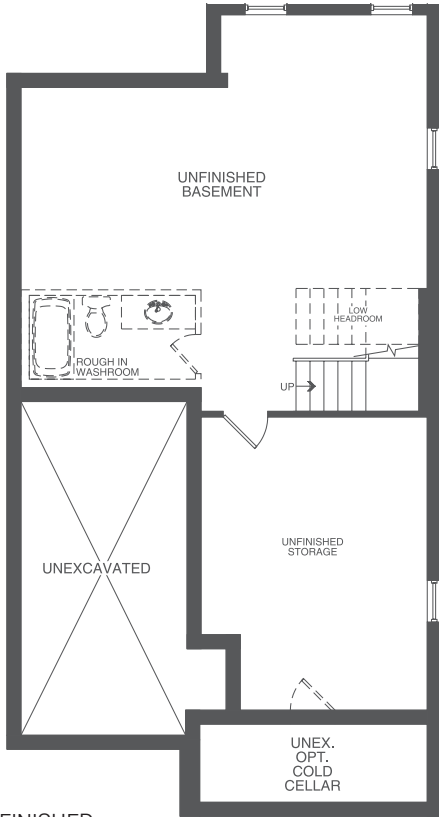 UNFINISHED
BASEMENT
LOW
HEADROOM
ROUGH IN
WASHROOM
UP
UNFINISHED
STORAGE
UNEXCAVATED
UNEX.
OPT.
COLD
CELLAR